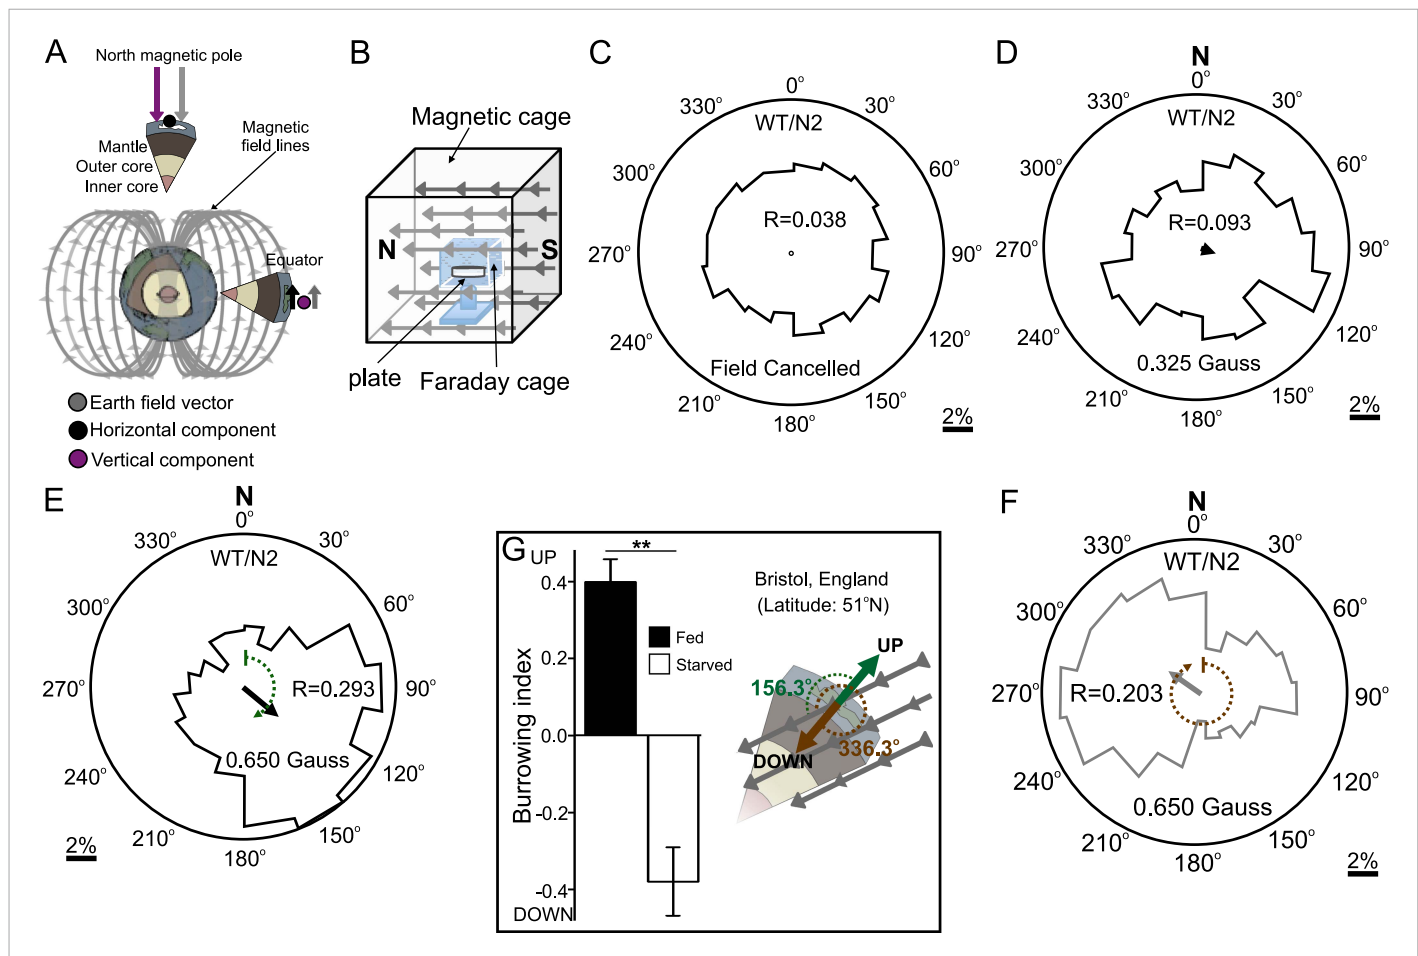 A
North magnetic pole
Mantle
Outer core
Inner core
Magnetic
field lines
Equator
Earth field vector
Horizontal component
Vertical component
B
Magnetic cage
N
S
plate
Faraday cage
C
0°
30°
60°
90°
120°
150°
180°
210°
240°
270°
300°
330°
WT/N2
R=0.038
Field Cancelled
2%
D
N
0°
30°
60°
90°
120°
150°
180°
210°
240°
270°
300°
330°
WT/N2
R=0.093
0.325 Gauss
2%
E
N
0°
30°
60°
90°
120°
150°
180°
210°
240°
270°
300°
330°
WT/N2
R=0.293
0.650 Gauss
2%
G
UP
**
0.4
0.2
0.0
-0.2
-0.4
DOWN
Burrowing index
Fed
Starved
Bristol, England
(Latitude: 51°N)
UP
156.3°
336.3°
DOWN
F
N
0°
30°
60°
90°
120°
150°
180°
210°
240°
270°
300°
330°
WT/N2
R=0.203
0.650 Gauss
2%